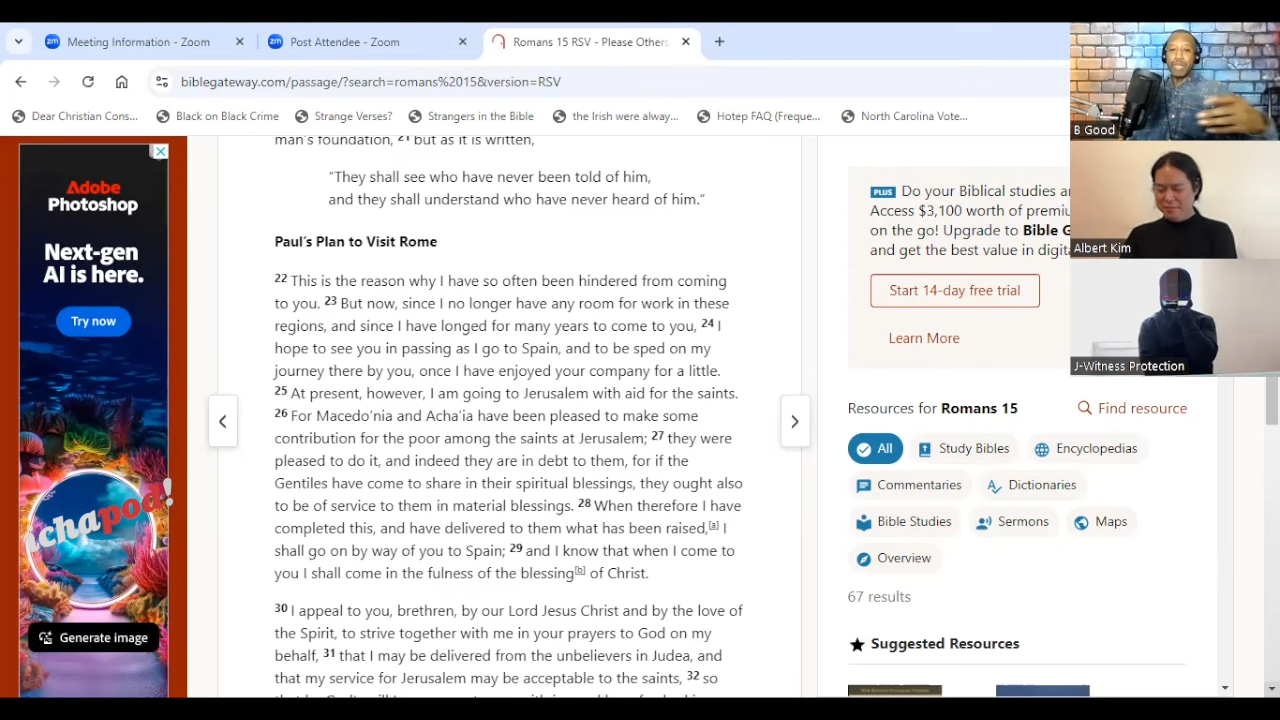 Meeting Information - Zoom
Post Attendee - Zoom
Romans 15 RSV - Please Others
biblegateway.com/passage/?search=romans%2015&version=RSV
Dear Christian Cons...
Black on Black Crime
Strange Verses?
Strangers in the Bible
the Irish were alway...
Hotep FAQ (Freque...
North Carolina Vote...
B Good
Albert Kim
J-Witness Protection
Adobe
Photoshop
Next-gen
AI is here.
Try now
chapod!
Generate image
man's foundation, 21 but as it is written,
“They shall see who have never been told of him,
and they shall understand who have never heard of him.”
Paul's Plan to Visit Rome
22 This is the reason why I have so often been hindered from coming
to you. 23 But now, since I no longer have any room for work in these
regions, and since I have longed for many years to come to you, 24 I
hope to see you in passing as I go to Spain, and to be sped on my
journey there by you, once I have enjoyed your company for a little.
25 At present, however, I am going to Jerusalem with aid for the saints.
26 For Macedo'nia and Acha'ia have been pleased to make some
contribution for the poor among the saints at Jerusalem; 27 they were
pleased to do it, and indeed they are in debt to them, for if the
Gentiles have come to share in their spiritual blessings, they ought also
to be of service to them in material blessings. 28 When therefore I have
completed this, and have delivered to them what has been raised,[a] I
shall go on by way of you to Spain; 29 and I know that when I come to
you I shall come in the fulness of the blessing[b] of Christ.
30 I appeal to you, brethren, by our Lord Jesus Christ and by the love of
the Spirit, to strive together with me in your prayers to God on my
behalf, 31 that I may be delivered from the unbelievers in Judea, and
that my service for Jerusalem may be acceptable to the saints, 32 so
PLUS Do your Biblical studies
Access $3,100 worth of
on the go! Upgrade to Bible
and get the best value in
Start 14-day free trial
Learn More
Resources for Romans 15
Find resource
All
Study Bibles
Encyclopedias
Commentaries
Dictionaries
Bible Studies
Sermons
Maps
Overview
67 results
Suggested Resources